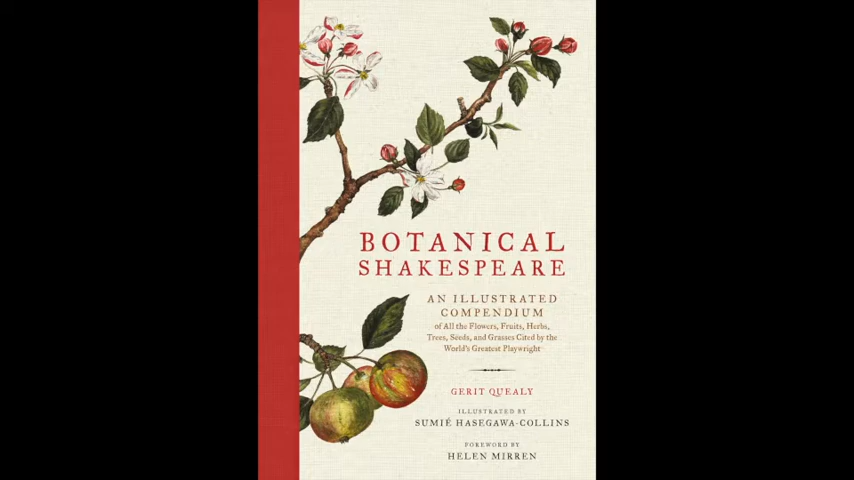 BOTANICAL
SHAKESPEARE
AN ILLUSTRATED
COMPENDIUM
of All the Flowers, Fruits, Herbs,
Trees, Seeds, and Grasses Cited by the
World's Greatest Playwright
GERIT QUEALY
ILLUSTRATED BY
SUMIÉ HASEGAWA-COLLINS
FOREWORD BY
HELEN MIRREN